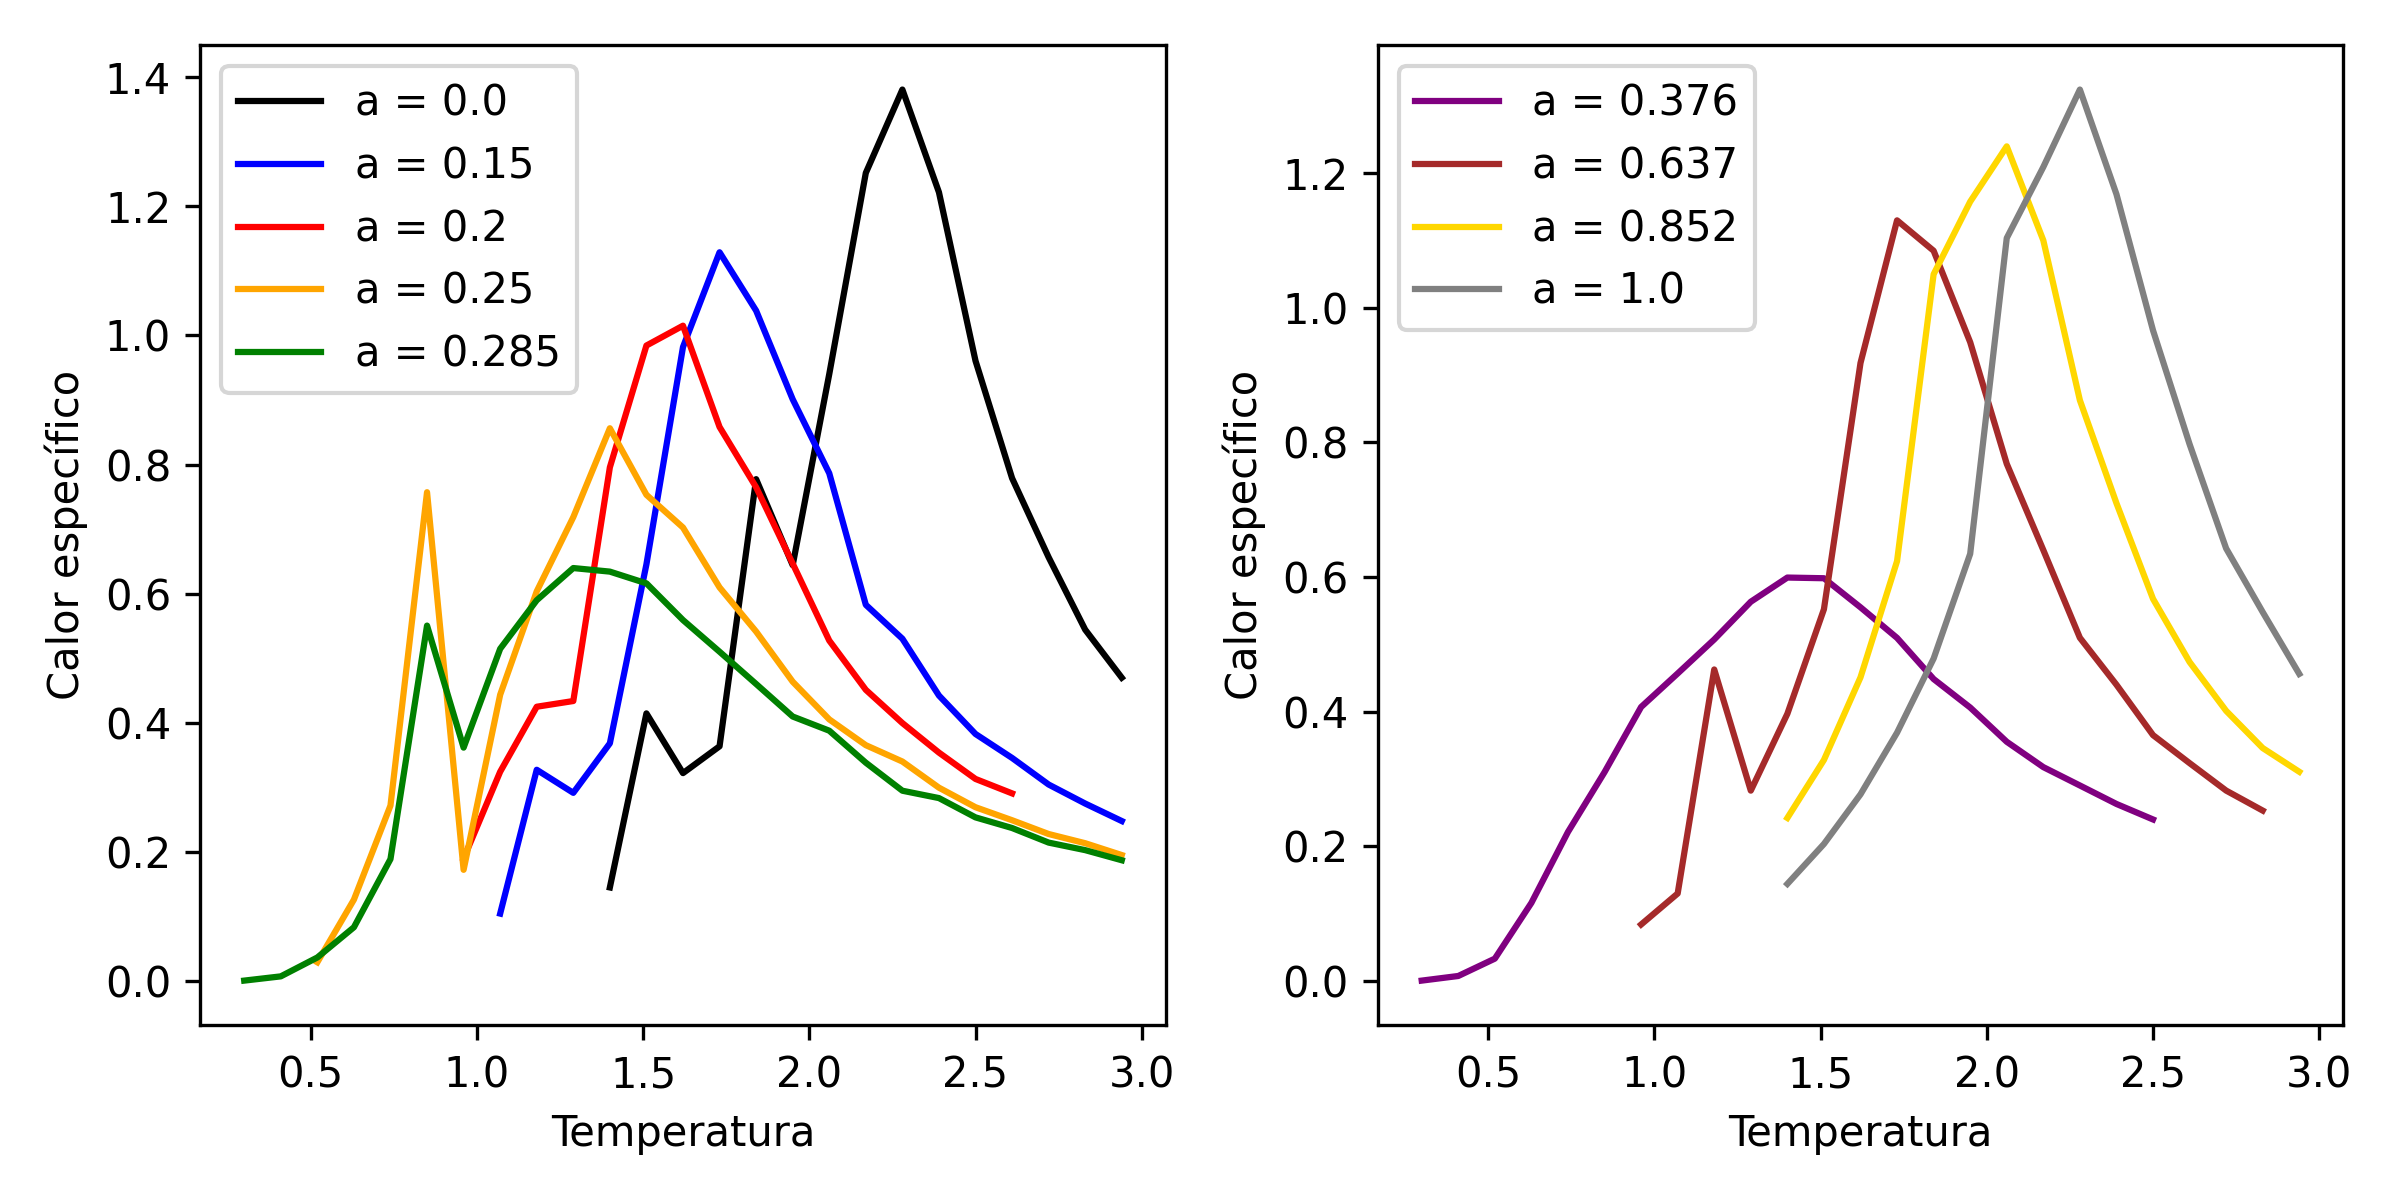 1.4
1.2
1.0
0.8
0.6
0.4
0.2
0.0
Calor específico
a = 0.0
a = 0.15
a = 0.2
a = 0.25
a = 0.285
0.5 1.0 1.5 2.0 2.5 3.0
Temperatura
1.2
1.0
0.8
0.6
0.4
0.2
0.0
Calor específico
a = 0.376
a = 0.637
a = 0.852
a = 1.0
0.5 1.0 1.5 2.0 2.5 3.0
Temperatura